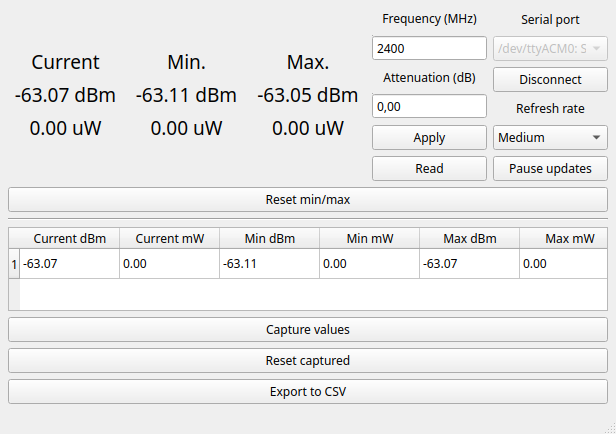 Current Min. Max.
-63.07 dBm -63.11 dBm -63.05 dBm
0.00 uW 0.00 uW 0.00 uW
Frequency (MHz) Serial port
2400 /dev/ttyACM0: S
Attenuation (dB) Disconnect
0,00 Refresh rate
Apply Medium
Read Pause updates
Reset min/max
Current dBm Current mW Min dBm Min mW Max dBm Max mW
1 -63.07 0.00 -63.11 0.00 -63.07 0.00
Capture values
Reset captured
Export to CSV